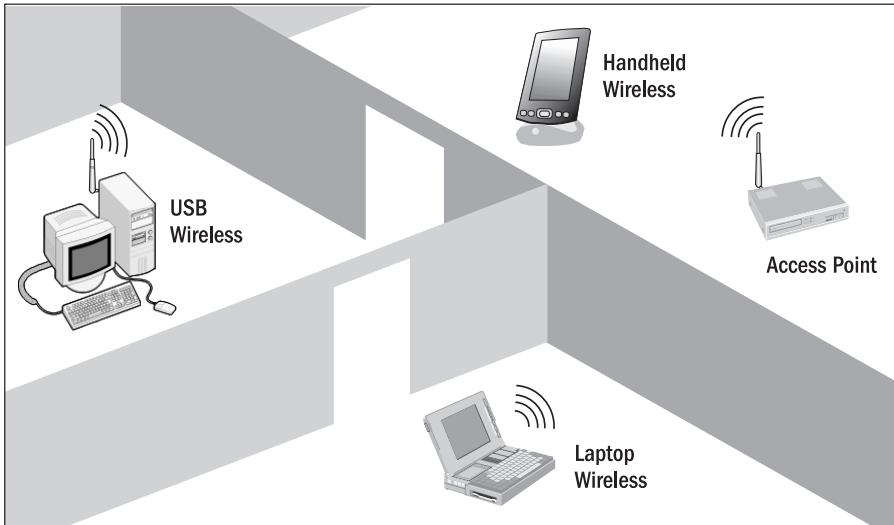 Handheld
Wireless
USB
Wireless
Access Point
Laptop
Wireless